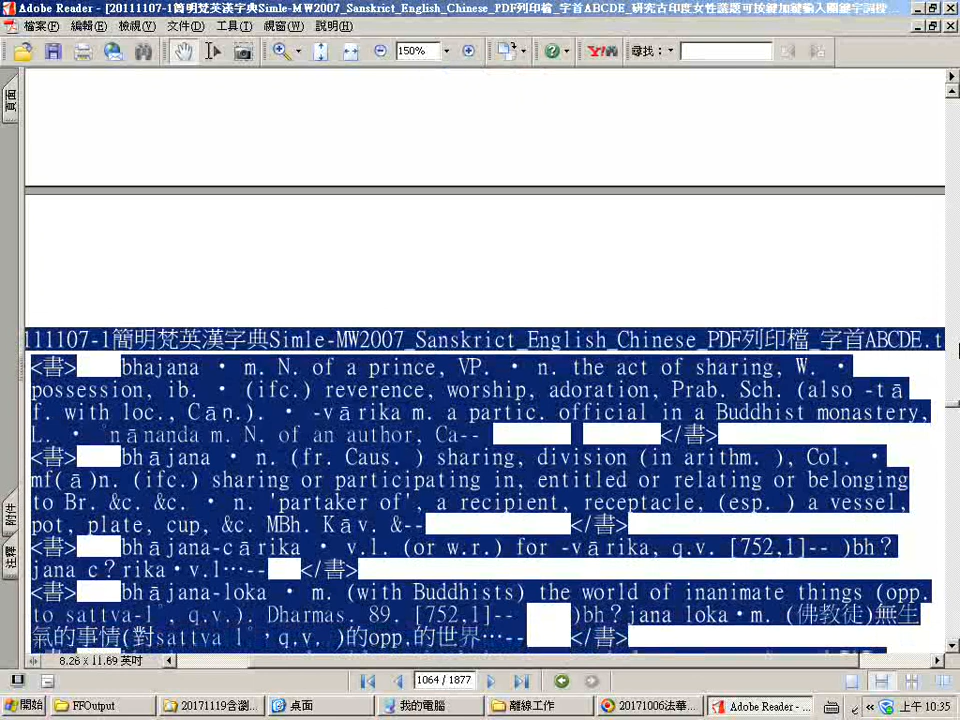 Adobe Reader - [20111107-1簡明梵英漢字典Simle-MW2007_Sanskrict_English_Chinese_PDF列印檔_字首ABCDE_研究古印度女性議題可按鍵加鍵輸入關鍵字詞搜...
檔案(F) 編輯(E) 檢視(V) 文件(D) 工具(T) 視窗(W) 說明(H)
150% Y! 尋找:
頁面
111107-1簡明梵英漢字典Simle-MW2007_Sanskrict_English_Chinese_PDF列印檔_字首ABCDE.t
<書> bhajana • m. N. of a prince, VP. • n. the act of sharing, W. •
possession, ib. • (ifc.) reverence, worship, adoration, Prab. Sch. (also -tā
f. with loc., Cāṇ.). • -vārika m. a partic. official in a Buddhist monastery,
L. • °nānanda m. N. of an author, Ca-- </書>
<書> bhājana • n. (fr. Caus. ) sharing, division (in arithm. ), Col. •
mf(ā)n. (ifc.) sharing or participating in, entitled or relating or belonging
to Br. &c. &c. • n. 'partaker of', a recipient, receptacle, (esp. ) a vessel,
pot, plate, cup, &c. MBh. Kāv. &-- </書>
<書> bhājana-cārika • v.l. (or w.r.) for -vārika, q.v. [752,1]-- )bh?
jana c?rika•v.l…-- </書>
<書> bhājana-loka • m. (with Buddhists) the world of inanimate things (opp.
to sattva-l°, q.v.). Dharmas. 89. [752,1]-- )bh?jana loka•m. (佛教徒)無生
氣的事情(對sattva l°，q.v. )的opp.的世界…-- </書>
附件
注釋
8.26 x 11.69 英吋
1064 / 1877
開始 FFOutput 20171119含瀏... 桌面 我的電腦 離線工作 20171006法華... Adobe Reader - [... 上午 10:35